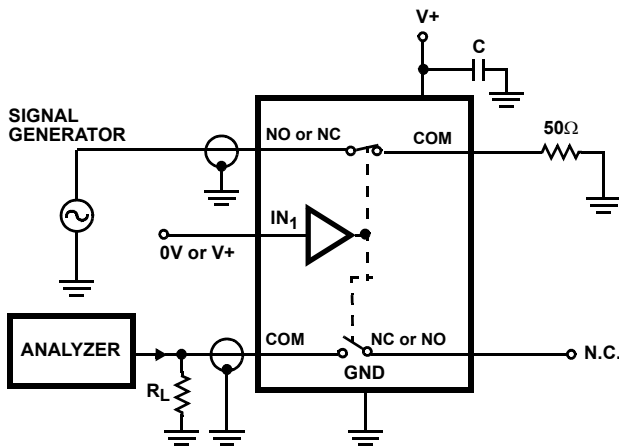 V+
C
SIGNAL
GENERATOR
NO or NC
COM
50Ω
IN1
0V or V+
ANALYZER
COM
NC or NO
N.C.
GND
RL